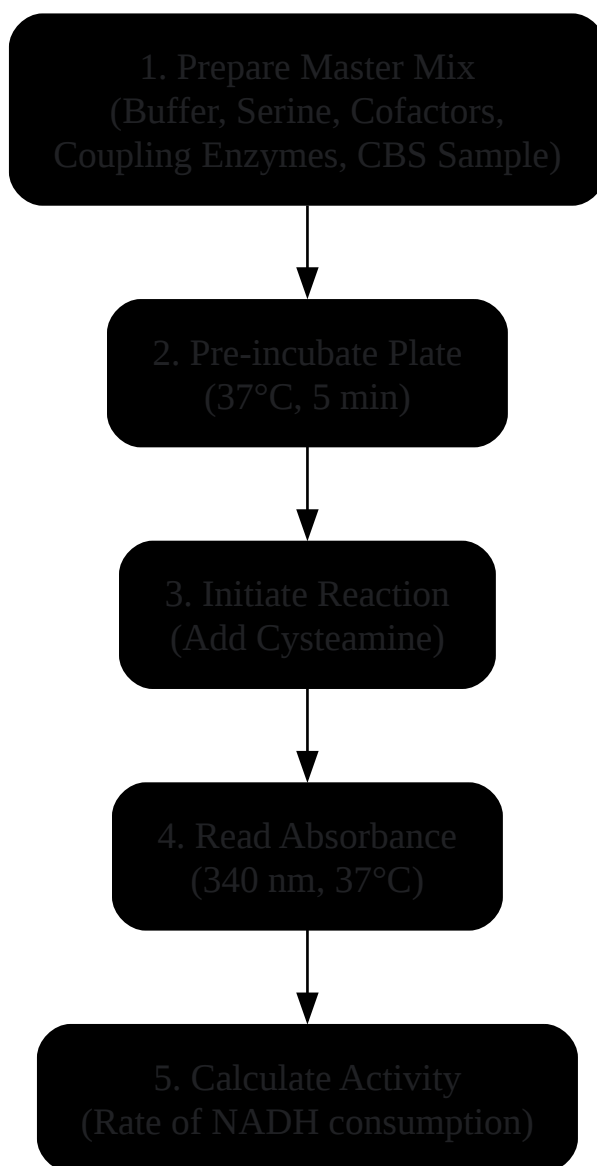 1. Prepare Master Mix
(Buffer, Serine, Cofactors,
Coupling Enzymes, CBS Sample)
2. Pre-incubate Plate
(37°C, 5 min)
3. Initiate Reaction
(Add Cysteamine)
4. Read Absorbance
(340 nm, 37°C)
5. Calculate Activity
(Rate of NADH consumption)